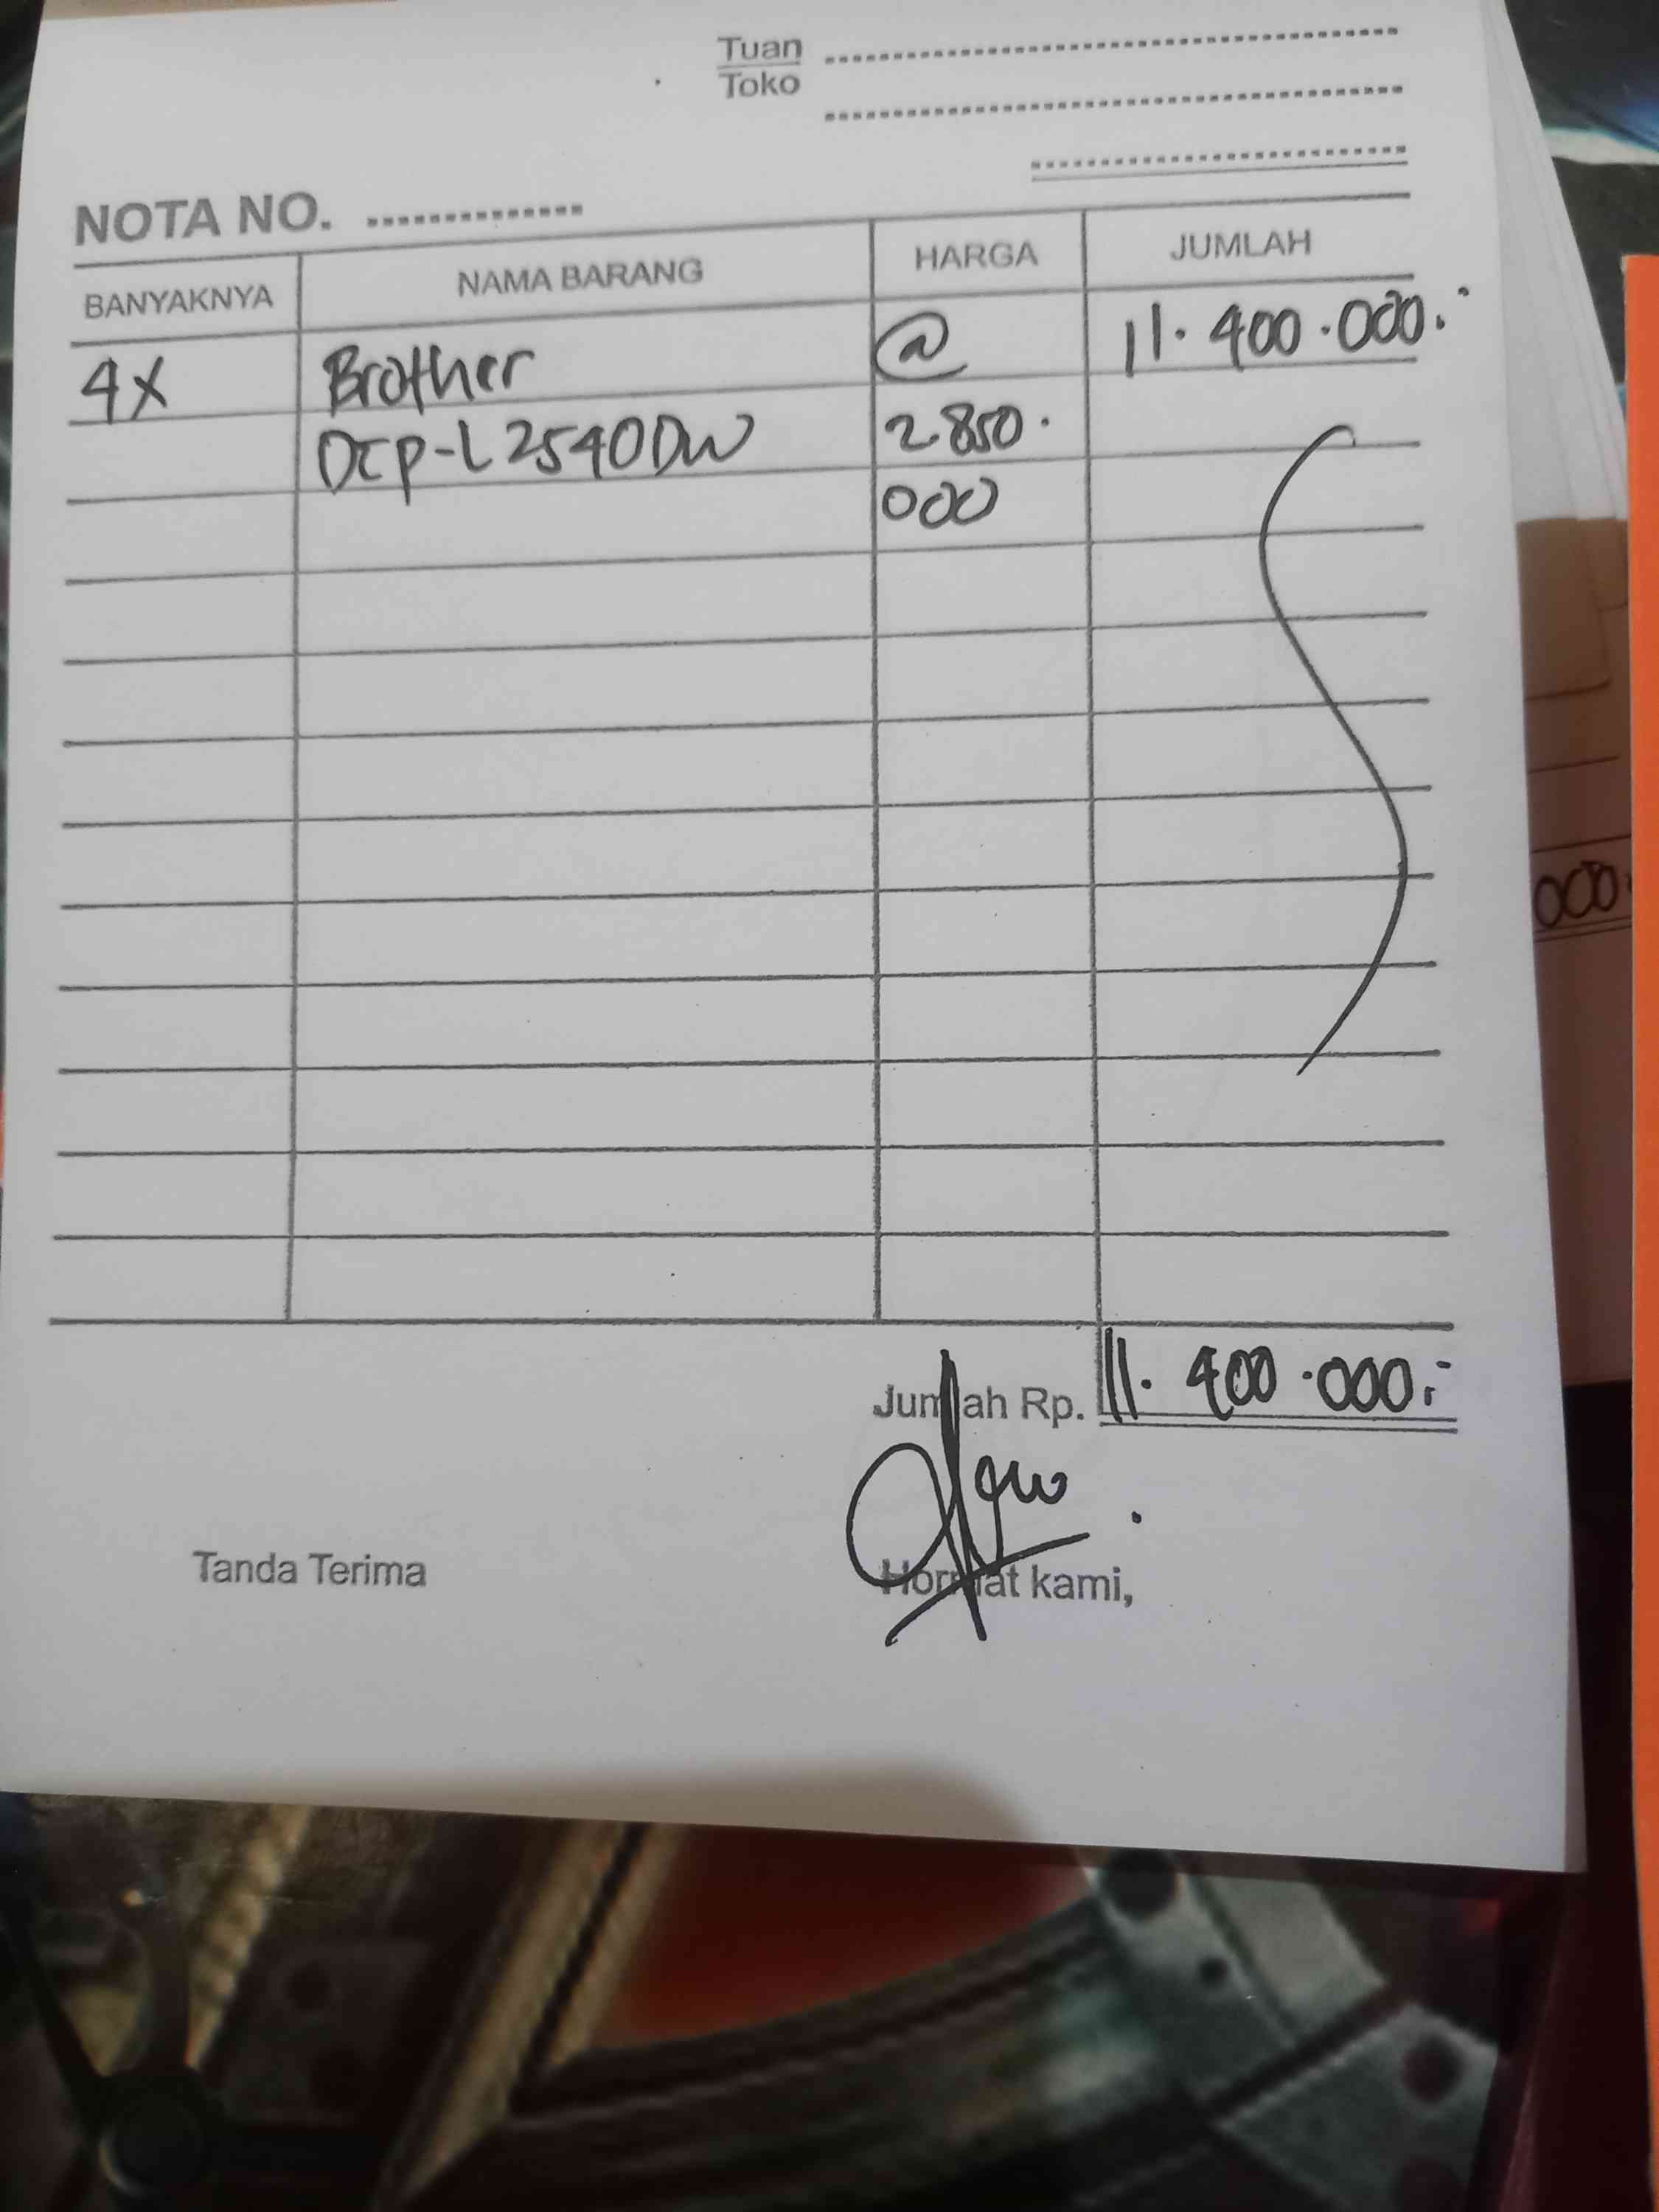 Tuan
Toko
NOTA NO.
BANYAKNYA NAMA BARANG HARGA JUMLAH
4x Brother @ 11.400.000.-
DCP-L2540DW 2.850.
000
000.
Jumlah Rp. 11.400.000.-
Tanda Terima Hormat kami,